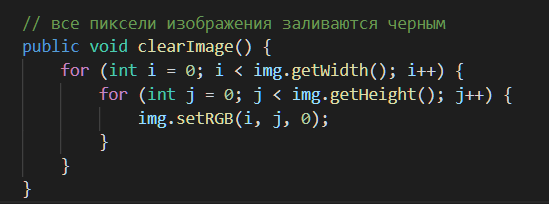 // все пиксели изображения заливаются черным
public void clearImage() {
    for (int i = 0; i < img.getWidth(); i++) {
        for (int j = 0; j < img.getHeight(); j++) {
            img.setRGB(i, j, 0);
        }
    }
}